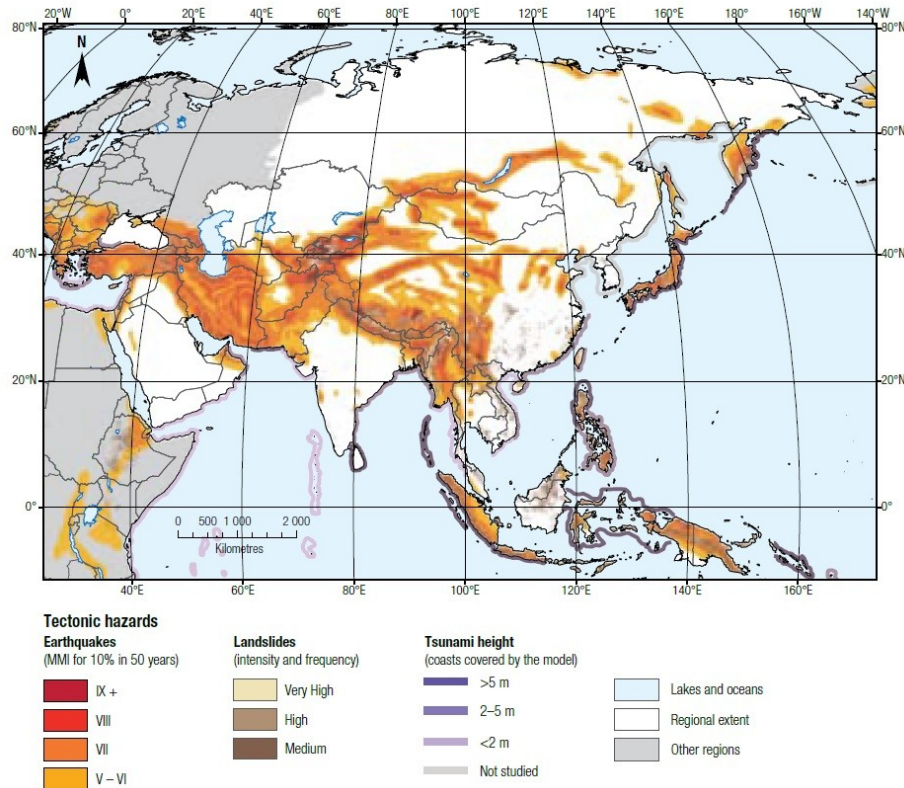 80°N 20°W 0° 20°E 40°E 60°E 80°E 100°E 120°E 140°E 160°E 180° 160°W 140°W 80°N
N
60°N 60°N
40°N 40°N
20°N 20°N
0° 0°
0 500 1 000 2 000
Kilometres
40°E 60°E 80°E 100°E 120°E 140°E 160°E
Tectonic hazards
Earthquakes
(MMI for 10% in 50 years)
IX +
VIII
VII
V – VI
Landslides
(intensity and frequency)
Very High
High
Medium
Tsunami height
(coasts covered by the model)
>5 m
2–5 m
<2 m
Not studied
Lakes and oceans
Regional extent
Other regions